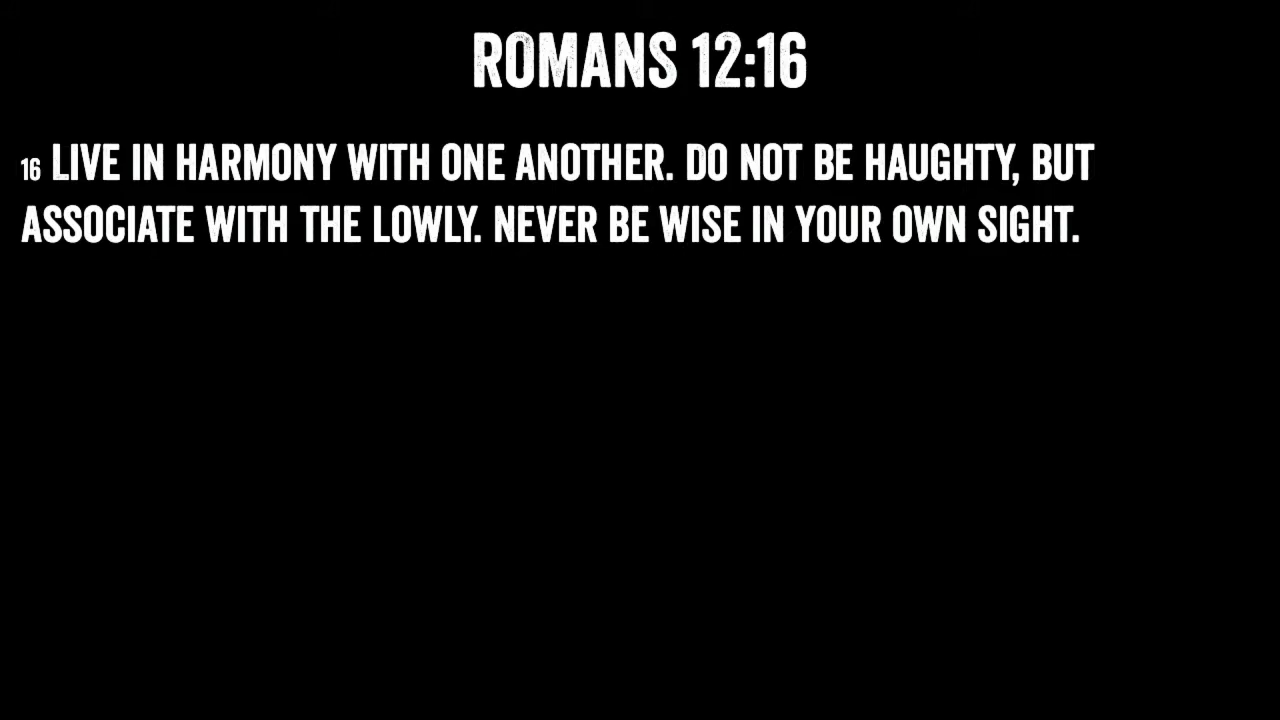 ROMANS 12:16
16 LIVE IN HARMONY WITH ONE ANOTHER. DO NOT BE HAUGHTY, BUT
ASSOCIATE WITH THE LOWLY. NEVER BE WISE IN YOUR OWN SIGHT.